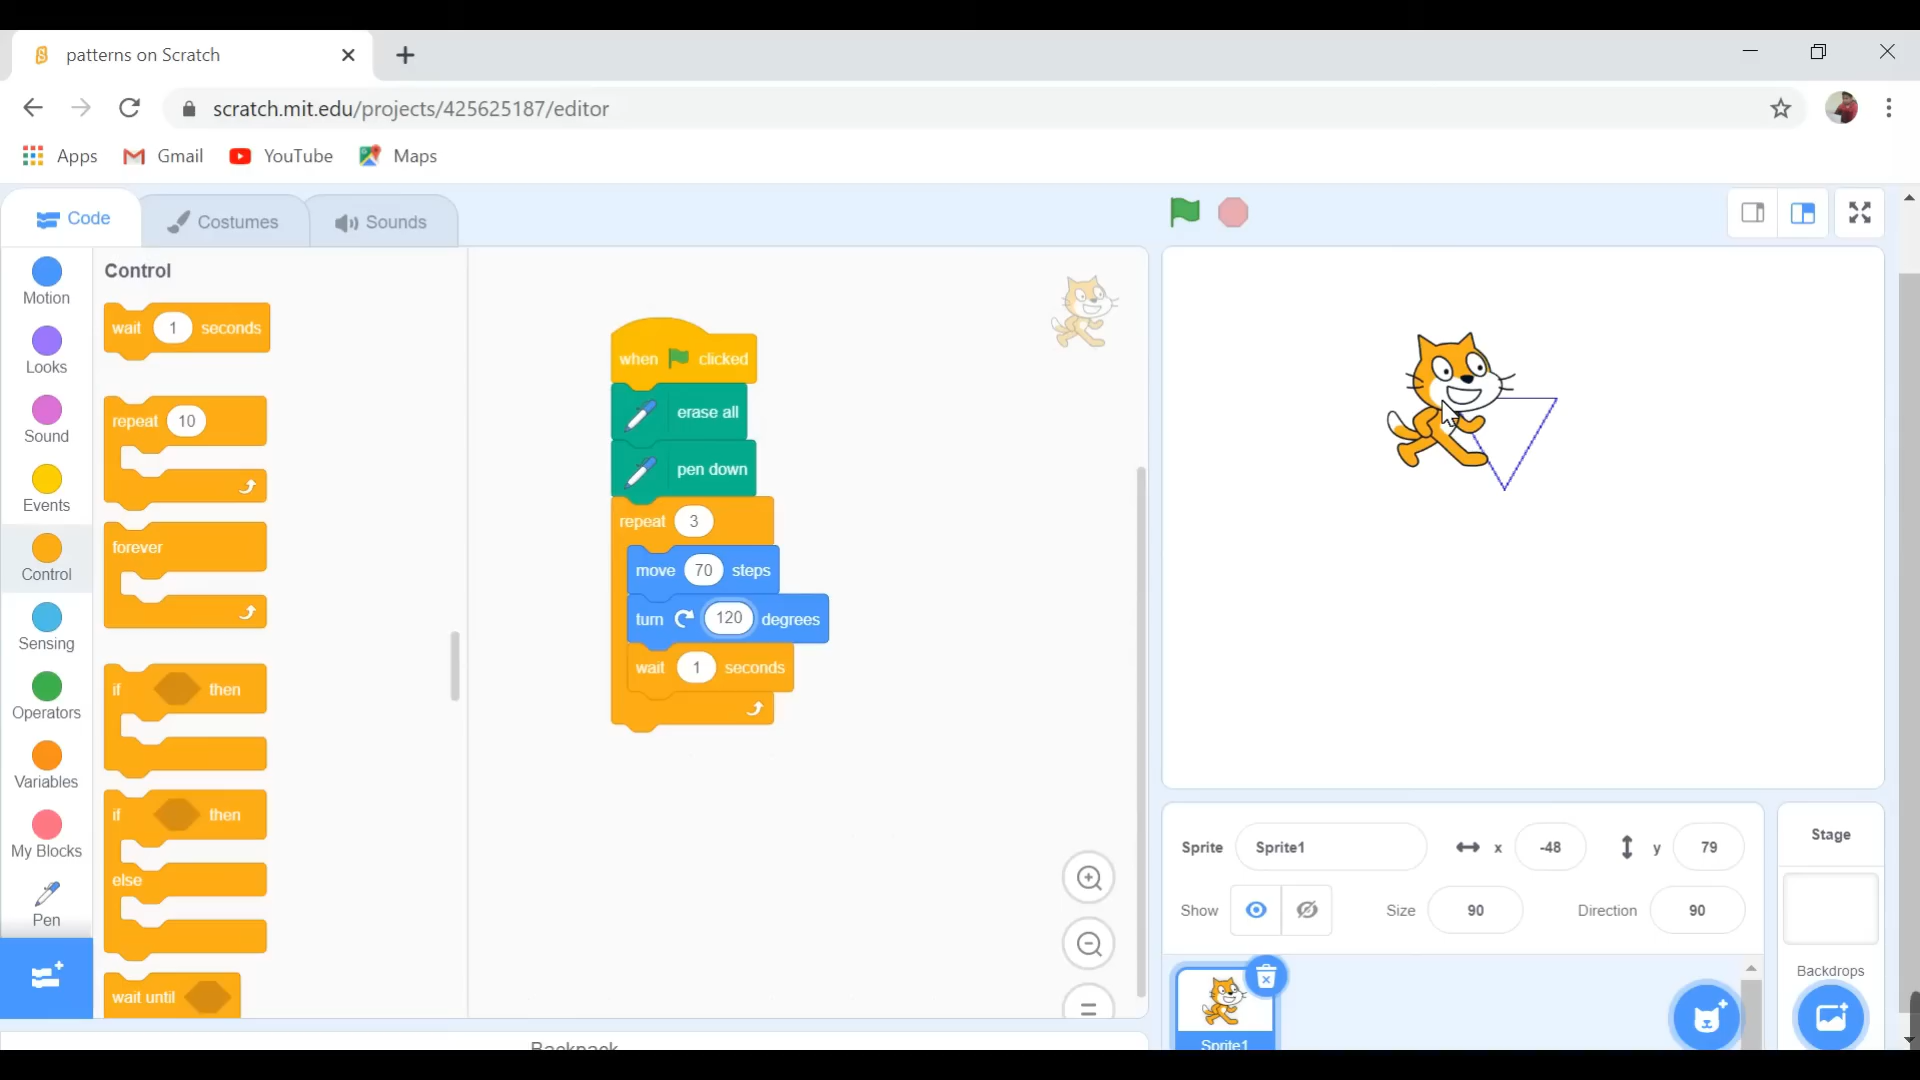 patterns on Scratch
scratch.mit.edu/projects/425625187/editor
Apps Gmail YouTube Maps
Code Costumes Sounds
Motion
Looks
Sound
Events
Control
Sensing
Operators
Variables
My Blocks
Pen
Control
wait 1 seconds
repeat 10
forever
if then
if then
else
wait until
when clicked
erase all
pen down
repeat 3
move 70 steps
turn 120 degrees
wait 1 seconds
Backpack
Sprite Sprite1 x -48 y 79
Show Size 90 Direction 90
Sprite1
Stage
Backdrops